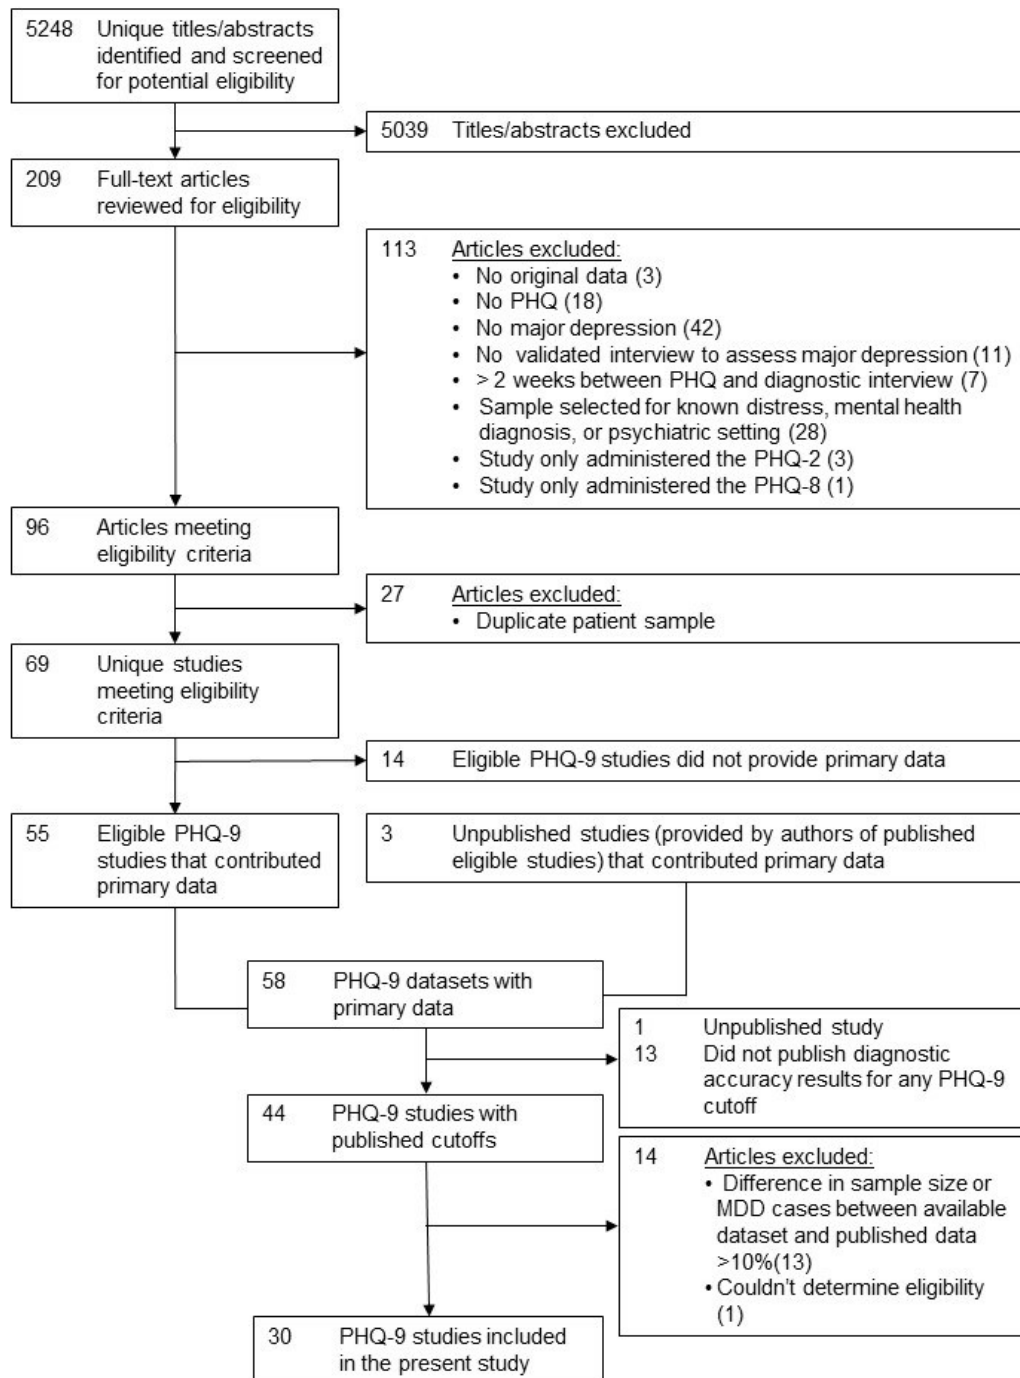 5248 Unique titles/abstracts
identified and screened
for potential eligibility
5039 Titles/abstracts excluded
209 Full-text articles
reviewed for eligibility
113 Articles excluded:
• No original data (3)
• No PHQ (18)
• No major depression (42)
• No validated interview to assess major depression (11)
• > 2 weeks between PHQ and diagnostic interview (7)
• Sample selected for known distress, mental health
diagnosis, or psychiatric setting (28)
• Study only administered the PHQ-2 (3)
• Study only administered the PHQ-8 (1)
96 Articles meeting
eligibility criteria
27 Articles excluded:
• Duplicate patient sample
69 Unique studies
meeting eligibility
criteria
14 Eligible PHQ-9 studies did not provide primary data
55 Eligible PHQ-9
studies that contributed
primary data
3 Unpublished studies (provided by authors of published
eligible studies) that contributed primary data
58 PHQ-9 datasets with
primary data
1 Unpublished study
13 Did not publish diagnostic
accuracy results for any PHQ-9
cutoff
44 PHQ-9 studies with
published cutoffs
14 Articles excluded:
• Difference in sample size or
MDD cases between available
dataset and published data
>10%(13)
• Couldn't determine eligibility
(1)
30 PHQ-9 studies included
in the present study